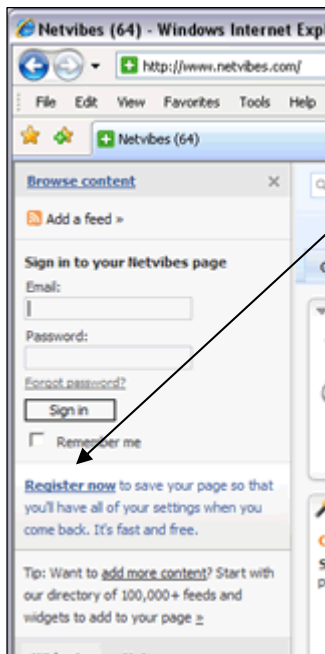 Netvibes (64) - Windows Internet Exp
http://www.netvibes.com/
File Edit View Favorites Tools Help
Netvibes (64)
Browse content
Add a feed »
Sign in to your Netvibes page
Email:
Password:
Forgot password?
Sign in
Remember me
Register now to save your page so that
you'll have all of your settings when you
come back. It's fast and free.
Tip: Want to add more content? Start with
our directory of 100,000+ feeds and
widgets to add to your page »